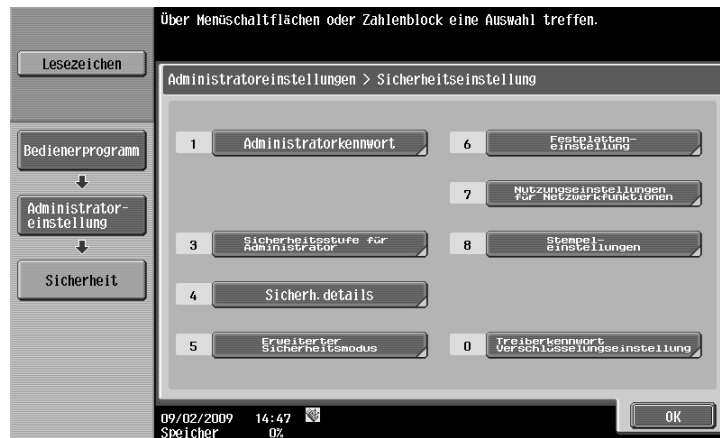 Über Menüschaltflächen oder Zahlenblock eine Auswahl treffen.
Lesezeichen
Administratoreinstellungen > Sicherheitseinstellung
Bedienerprogramm
Administrator-
einstellung
Sicherheit
1 Administratorkennwort
6 Festplatten-
einstellung
7 Nutzungseinstellungen
für Netzwerkfunktionen
3 Sicherheitsstufe für
Administrator
8 Stempel-
einstellungen
4 Sicherh.details
5 Erweiterter
Sicherheitsmodus
0 Treiberkennwort
Verschlüsselungseinstellung
09/02/2009 14:47
Speicher 0%
OK